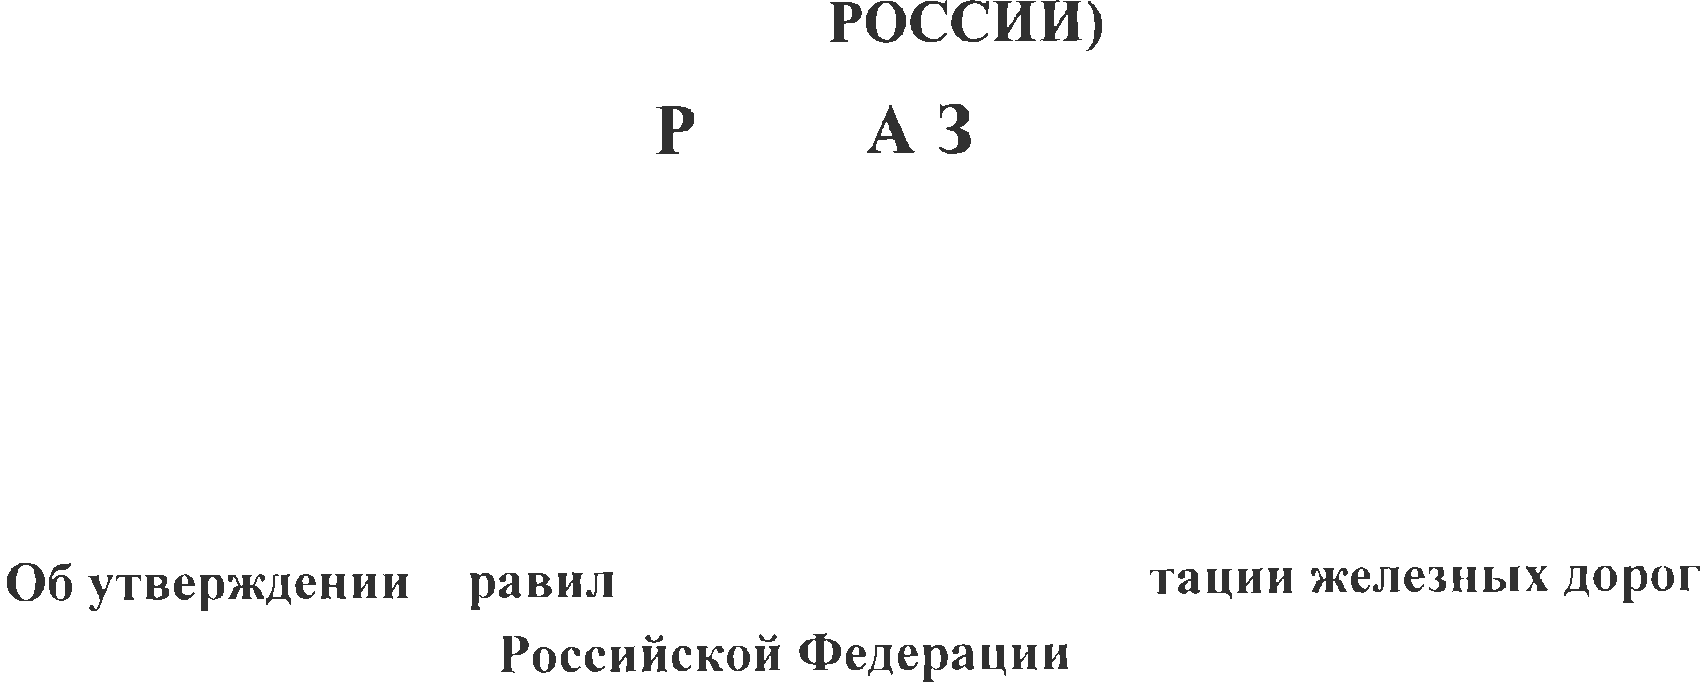 РОССИИ)
Р А З
Об утверждении равил тации железных дорог
Российской Федерации